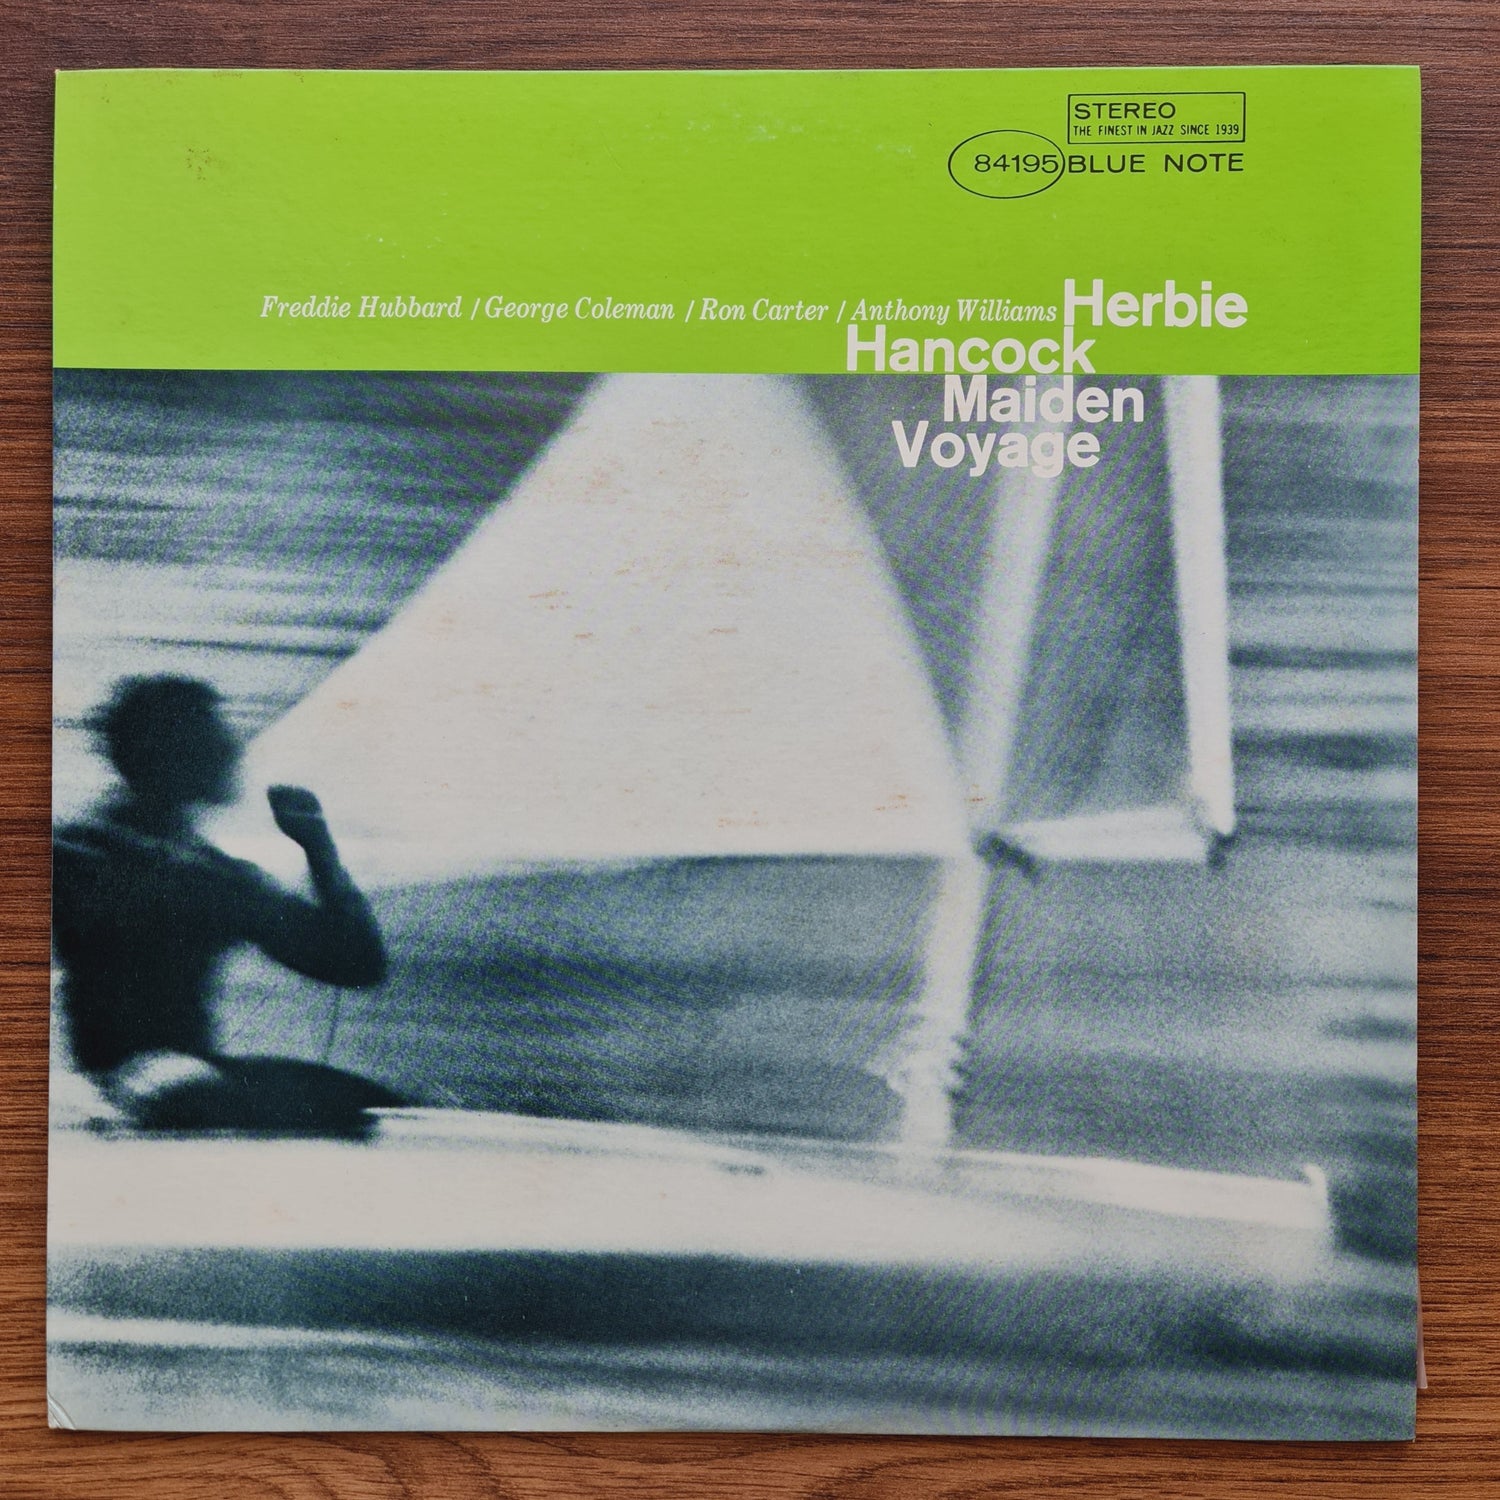 STEREO
THE FINEST IN JAZZ SINCE 1939
84195 BLUE NOTE
Freddie Hubbard / George Coleman / Ron Carter / Anthony Williams Herbie
Hancock
Maiden
Voyage